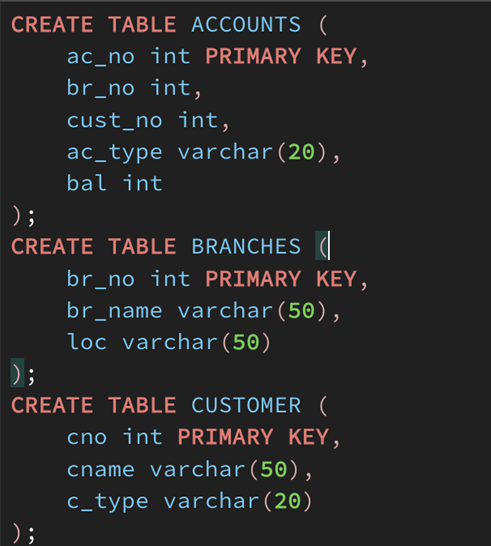 CREATE TABLE ACCOUNTS (
    ac_no int PRIMARY KEY,
    br_no int,
    cust_no int,
    ac_type varchar(20),
    bal int
);
CREATE TABLE BRANCHES (
    br_no int PRIMARY KEY,
    br_name varchar(50),
    loc varchar(50)
);
CREATE TABLE CUSTOMER (
    cno int PRIMARY KEY,
    cname varchar(50),
    c_type varchar(20)
);